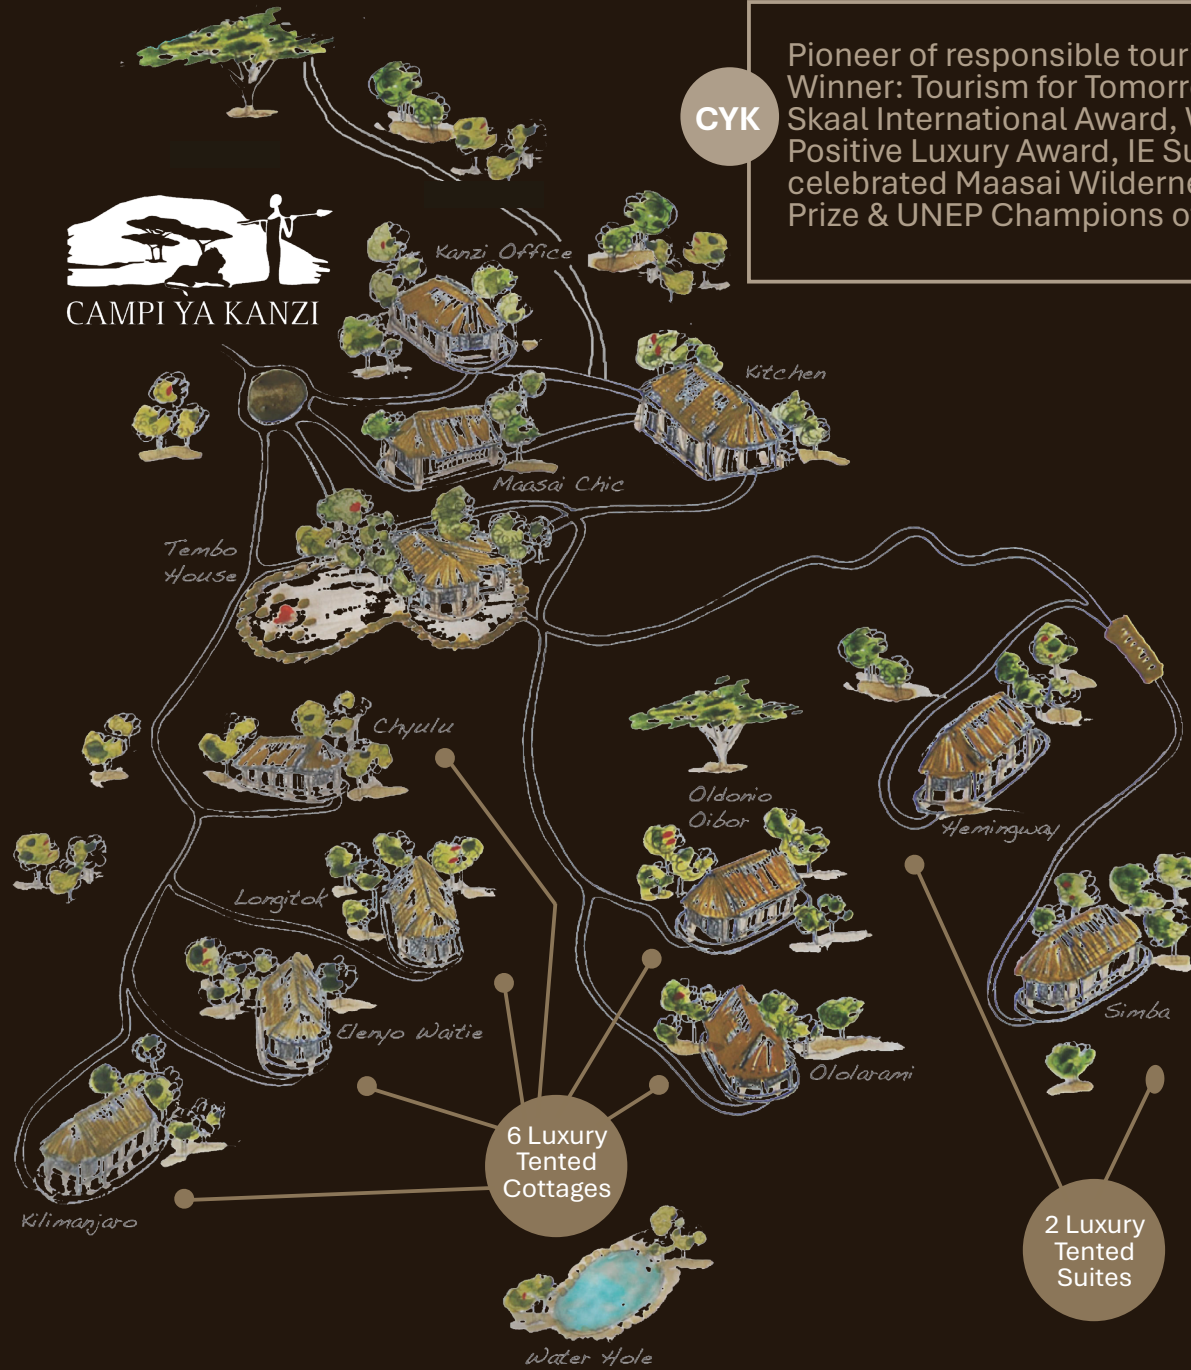 Pioneer of responsible tour
Winner: Tourism for Tomorr
CYK
Skaal International Award,
Positive Luxury Award, IE Su
celebrated Maasai Wilderne
Prize & UNEP Champions o
CAMPI YA KANZI
Kanzi Office
Kitchen
Maasai Chic
Tembo
House
Chyulu
Oldonio
Oibor
Hemingway
Longitok
Simba
Elenyo Waitie
Ololarami
6 Luxury
Tented
Cottages
Kilimanjaro
2 Luxury
Tented
Suites
Water Hole